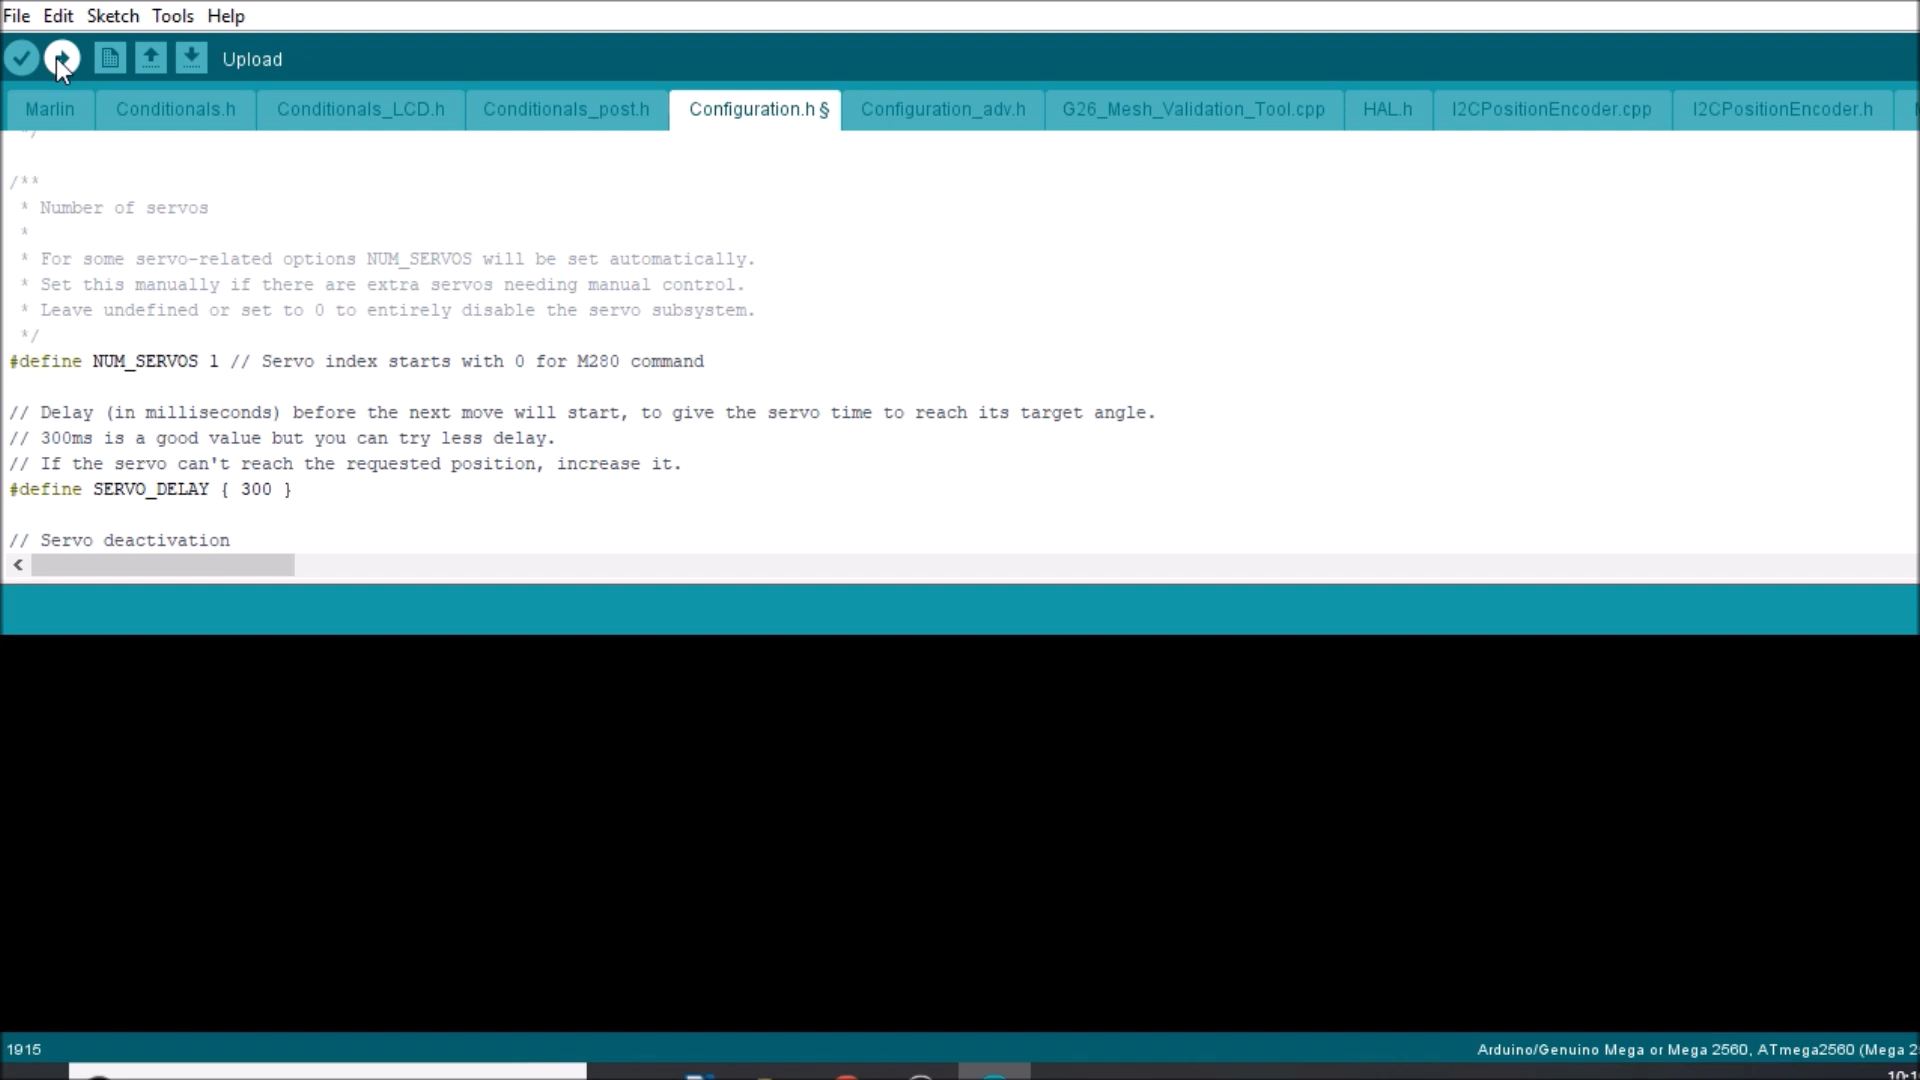 File Edit Sketch Tools Help
Upload
Marlin Conditionals.h Conditionals_LCD.h Conditionals_post.h Configuration.h § Configuration_adv.h G26_Mesh_Validation_Tool.cpp HAL.h I2CPositionEncoder.cpp I2CPositionEncoder.h
*/
/**
* Number of servos
*
* For some servo-related options NUM_SERVOS will be set automatically.
* Set this manually if there are extra servos needing manual control.
* Leave undefined or set to 0 to entirely disable the servo subsystem.
*/
#define NUM_SERVOS 1 // Servo index starts with 0 for M280 command
// Delay (in milliseconds) before the next move will start, to give the servo time to reach its target angle.
// 300ms is a good value but you can try less delay.
// If the servo can't reach the requested position, increase it.
#define SERVO_DELAY { 300 }
// Servo deactivation
1915
Arduino/Genuino Mega or Mega 2560, ATmega2560 (Mega